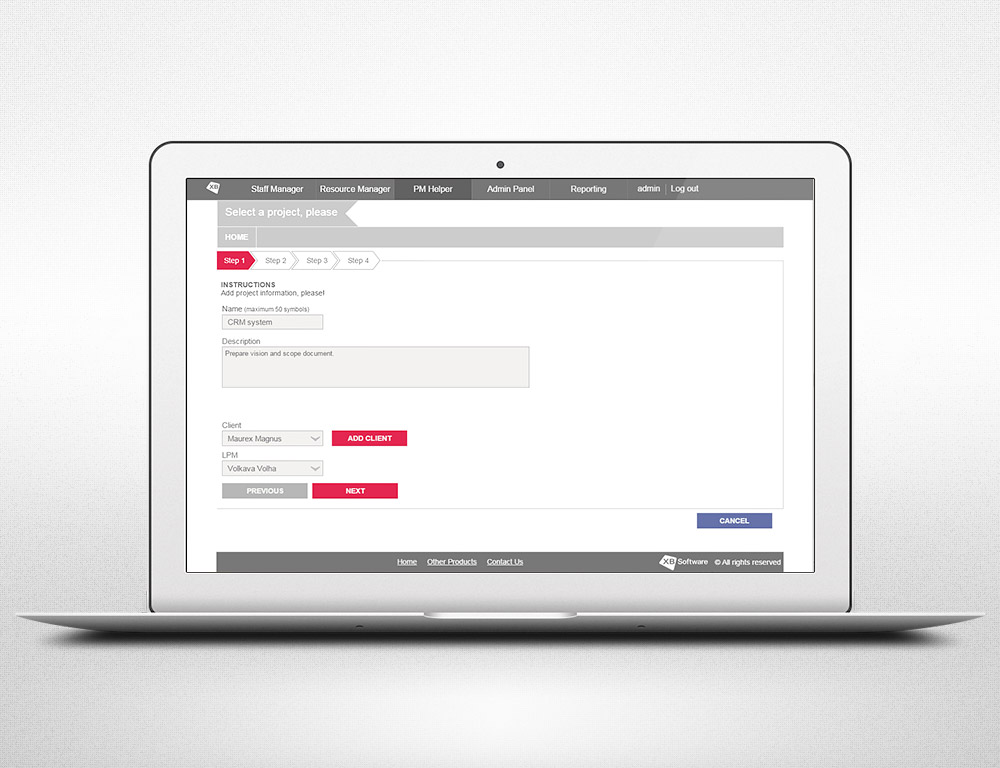 XB Staff Manager Resource Manager PM Helper Admin Panel Reporting admin Log out
Select a project, please
HOME
Step 1 Step 2 Step 3 Step 4
INSTRUCTIONS
Add project information, please!
Name (maximum 50 symbols)
CRM system
Description
Prepare vision and scope document.
Client
Maurex Magnus ADD CLIENT
LPM
Volkava Volha
PREVIOUS NEXT
CANCEL
Home Other Products Contact Us XB Software © All rights reserved